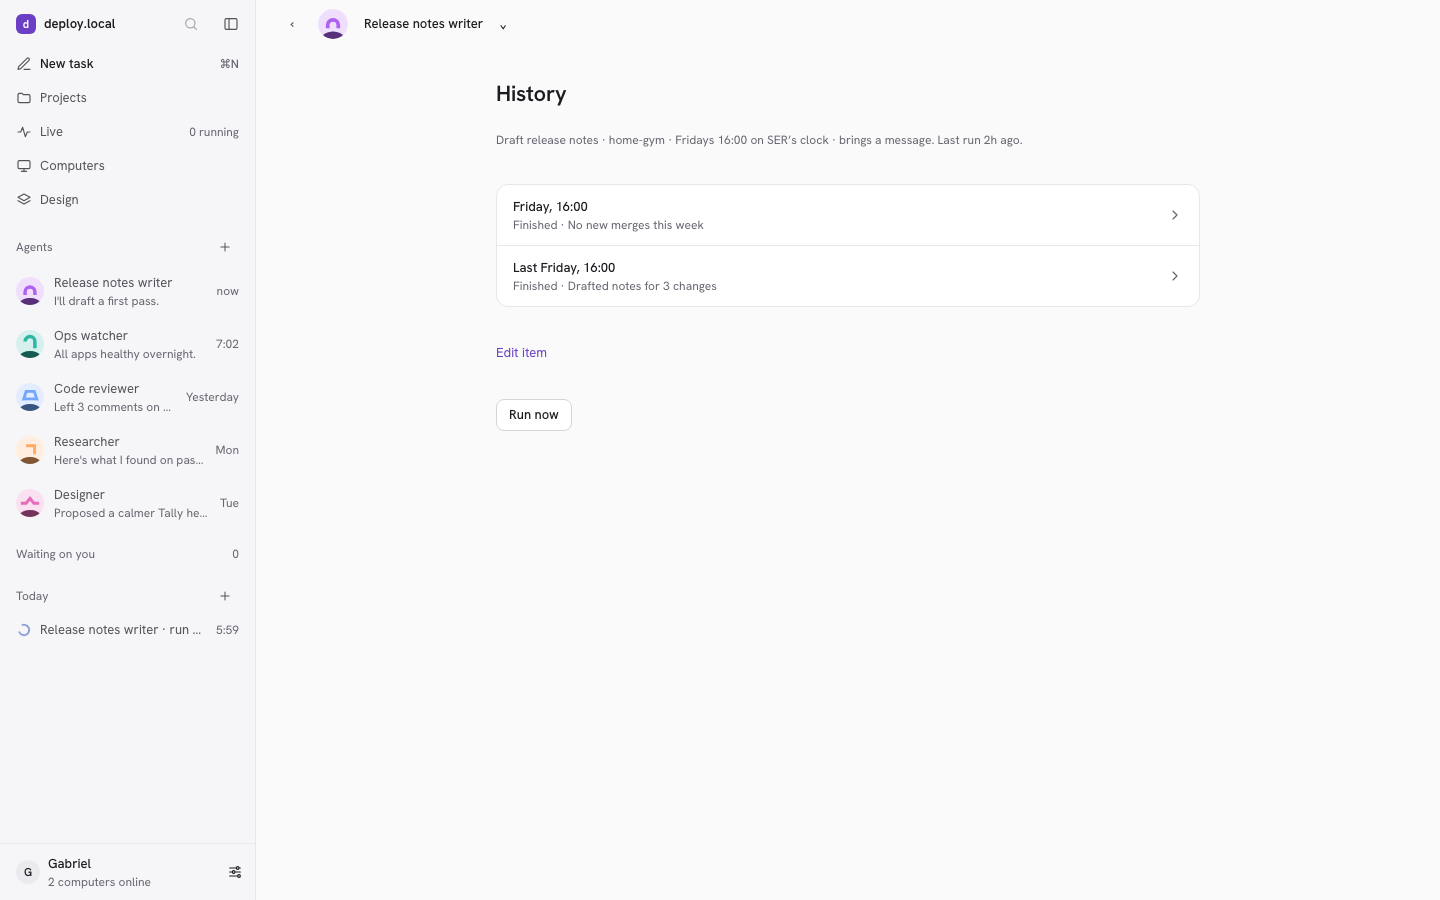 d deploy.local
New task ⌘N
Projects
Live 0 running
Computers
Design
Agents
Release notes writer
I'll draft a first pass.
now
Ops watcher
All apps healthy overnight.
7:02
Code reviewer
Left 3 comments on ...
Yesterday
Researcher
Here's what I found on pas...
Mon
Designer
Proposed a calmer Tally he...
Tue
Waiting on you 0
Today
Release notes writer · run ... 5:59
G
Gabriel
2 computers online
Release notes writer
History
Draft release notes · home-gym · Fridays 16:00 on SER’s clock · brings a message. Last run 2h ago.
Friday, 16:00
Finished · No new merges this week
Last Friday, 16:00
Finished · Drafted notes for 3 changes
Edit item
Run now